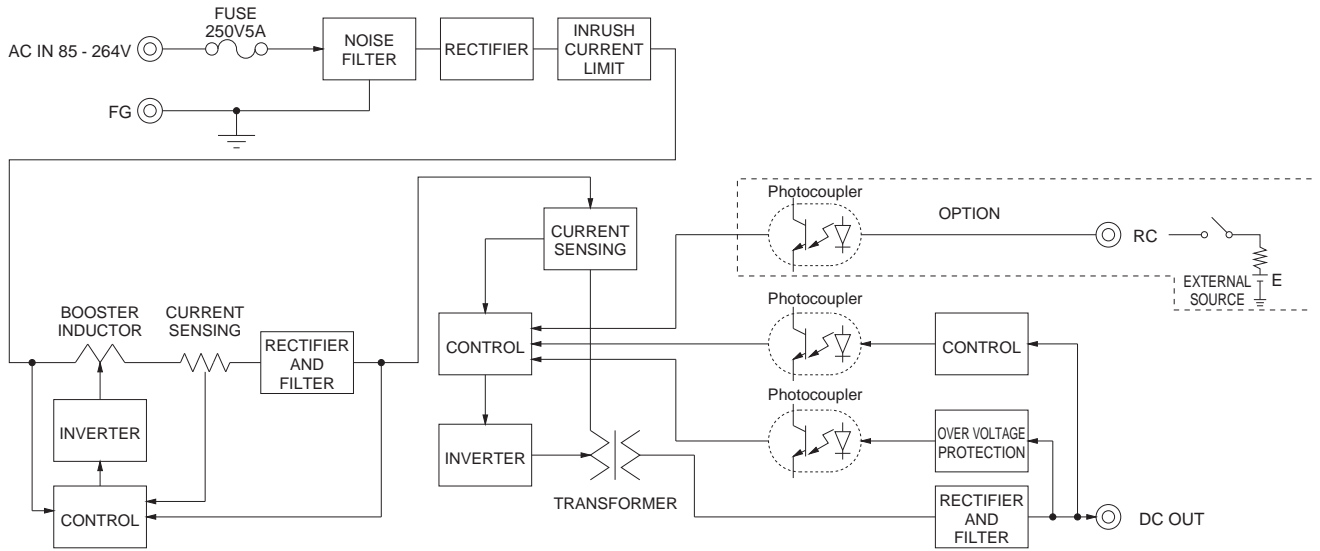 FUSE
250V5A
AC IN 85 - 264V
NOISE
FILTER
RECTIFIER
INRUSH
CURRENT
LIMIT
FG
Photocoupler
OPTION
RC
EXTERNAL
SOURCE
E
CURRENT
SENSING
BOOSTER
INDUCTOR
CURRENT
SENSING
RECTIFIER
AND
FILTER
CONTROL
Photocoupler
CONTROL
INVERTER
INVERTER
Photocoupler
OVER VOLTAGE
PROTECTION
TRANSFORMER
CONTROL
RECTIFIER
AND
FILTER
DC OUT